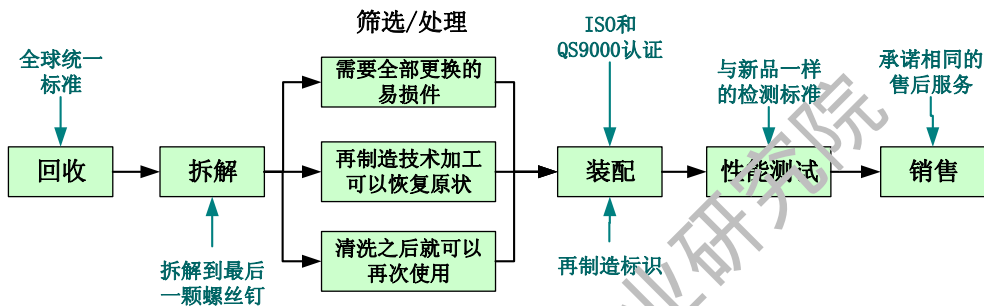 筛选/处理
全球统一
标准
回收
拆解
拆解到最后
一颗螺丝钉
需要全部更换的
易损件
再制造技术加工
可以恢复原状
清洗之后就可以
再次使用
ISO和
QS9000认证
装配
再制造标识
与新品一样
的检测标准
性能测试
承诺相同的
售后服务
销售
业研究院